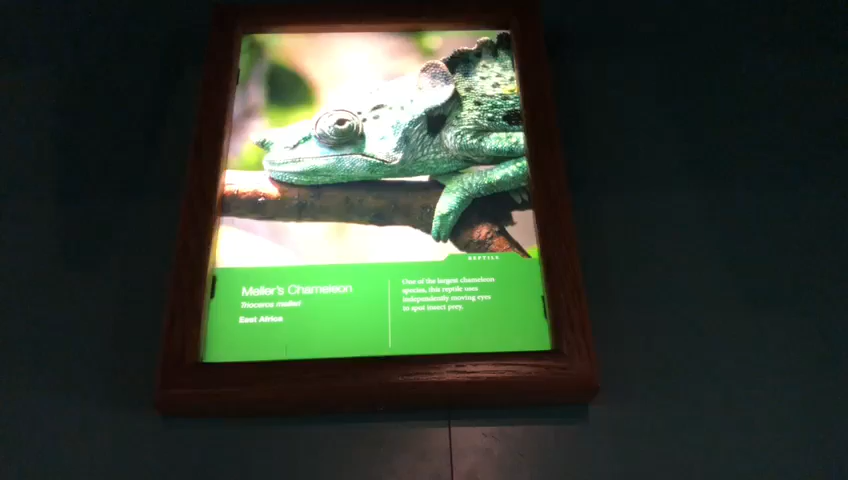 REPTILE
Meller's Chameleon
Trioceros melleri
East Africa
One of the largest chameleon
species, this reptile uses
independently moving eyes
to spot insect prey.